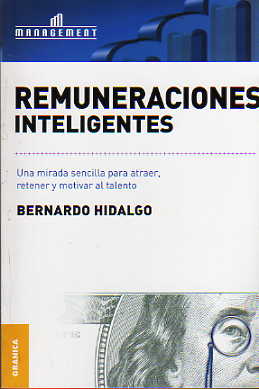 MANAGEMENT
REMUNERACIONES
INTELIGENTES
Una mirada sencilla para atraer,
retener y motivar al talento
BERNARDO HIDALGO
GRANICA